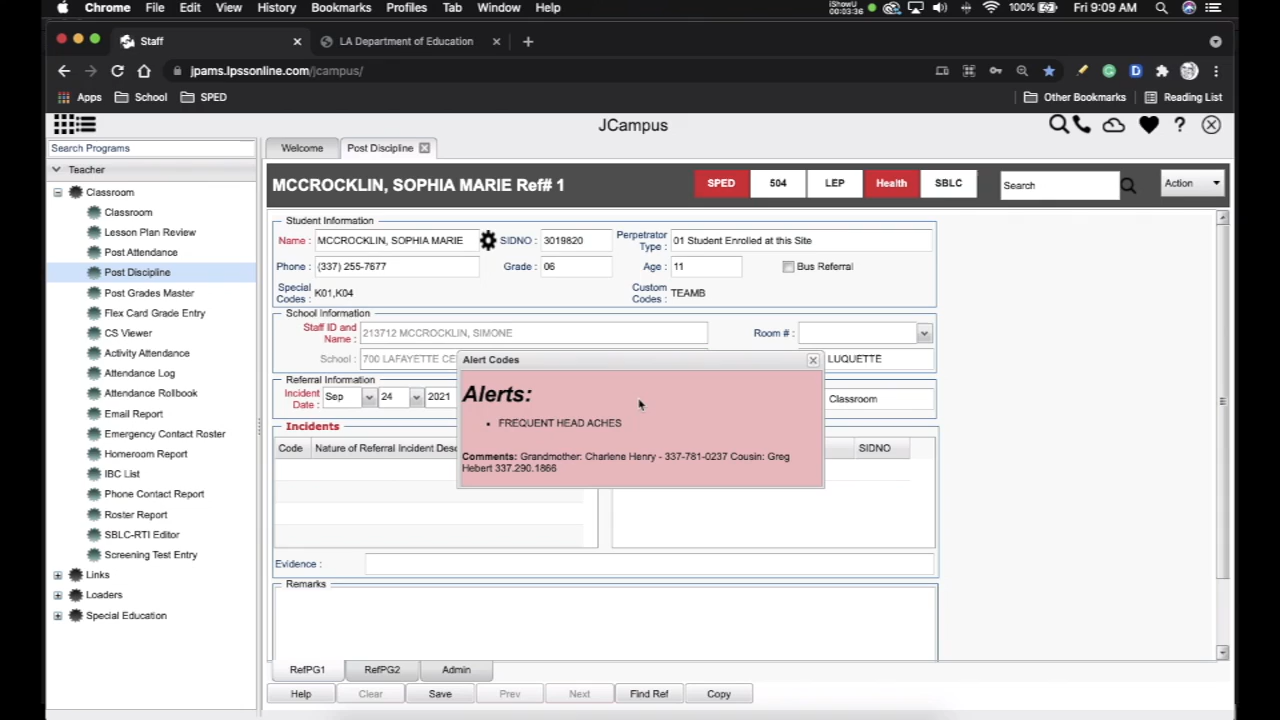 Chrome File Edit View History Bookmarks Profiles Tab Window Help iShowU 00:03:36 100% Fri 9:09 AM
Staff LA Department of Education
jpams.lpssonline.com/jcampus/
Apps School SPED Other Bookmarks Reading List
JCampus
Search Programs
Welcome Post Discipline
Teacher
MCCROCKLIN, SOPHIA MARIE Ref# 1 SPED 504 LEP Health SBLC Search Action
Classroom
Classroom
Lesson Plan Review
Post Attendance
Post Discipline
Post Grades Master
Flex Card Grade Entry
CS Viewer
Activity Attendance
Attendance Log
Attendance Rollbook
Email Report
Emergency Contact Roster
Homeroom Report
IBC List
Phone Contact Report
Roster Report
SBLC-RTI Editor
Screening Test Entry
Links
Loaders
Special Education
Student Information
Name : MCCROCKLIN, SOPHIA MARIE SIDNO : 3019820 Perpetrator Type : 01 Student Enrolled at this Site
Phone : (337) 255-7677 Grade : 06 Age : 11 Bus Referral
Special Codes : K01,K04 Custom Codes : TEAMB
School Information
Staff ID and Name : 213712 MCCROCKLIN, SIMONE Room # :
School : 700 LAFAYETTE CE LUQUETTE
Referral Information
Incident Date : Sep 24 2021 Classroom
Incidents
Code Nature of Referral Incident Desc SIDNO
Alert Codes
Alerts:
FREQUENT HEAD ACHES
Comments: Grandmother: Charlene Henry - 337-781-0237 Cousin: Greg
Hebert 337.290.1866
Evidence :
Remarks
RefPG1 RefPG2 Admin
Help Clear Save Prev Next Find Ref Copy